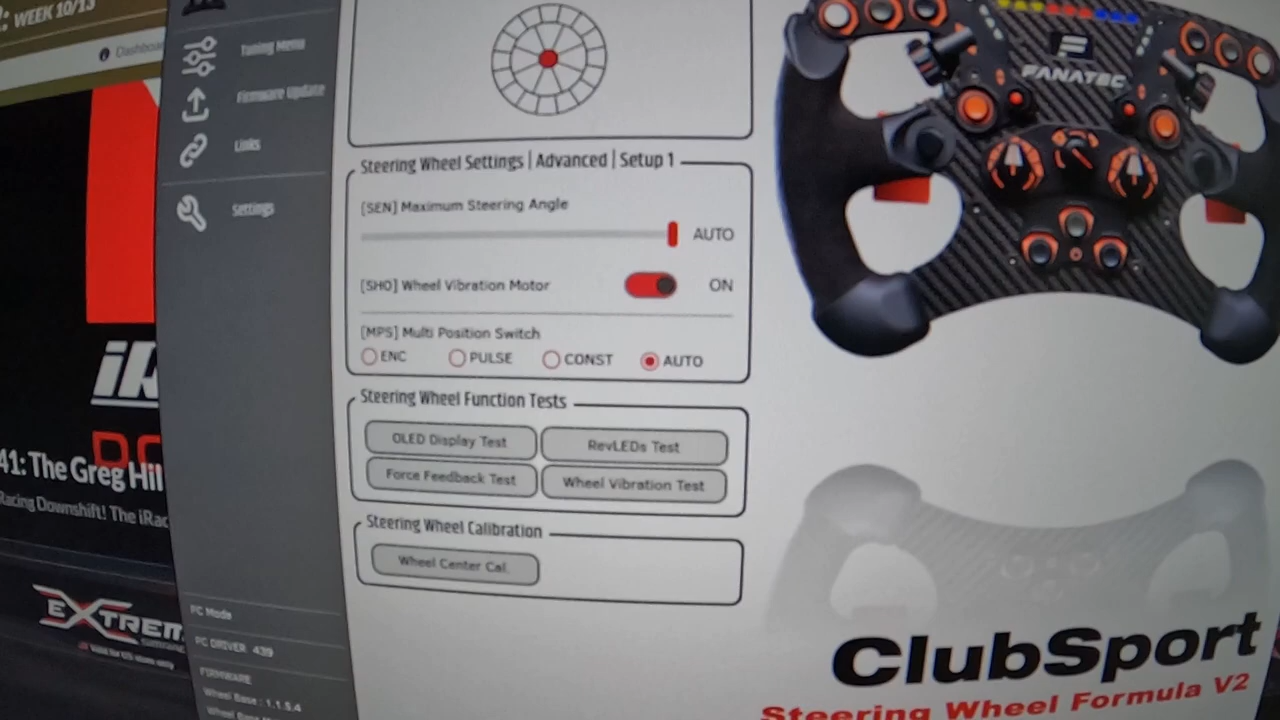 WEEK 10/13
Dashboar
Tuning Menu
Firmware Update
Links
Settings
FANATEC
Steering Wheel Settings | Advanced | Setup 1
[SEN] Maximum Steering Angle
AUTO
[SHO] Wheel Vibration Motor
ON
[MPS] Multi Position Switch
ENC PULSE CONST AUTO
Steering Wheel Function Tests
OLED Display Test RevLEDs Test
Force Feedback Test Wheel Vibration Test
Steering Wheel Calibration
Wheel Center Cal.
41: The Greg Hil
Racing Downshift! The iRac
EXTREM
PC Mode
PC DRIVER 439
FIRMWARE
Wheel Base : 1.1.5.4
Wheel Base
ClubSport
Steering Wheel Formula V2